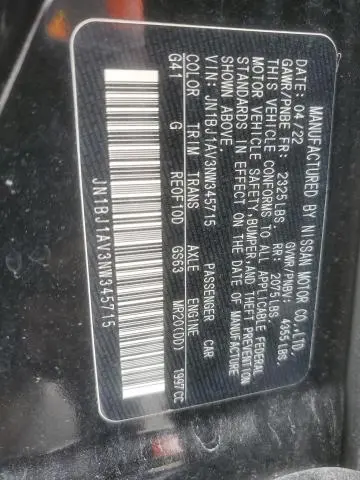 MANUFACTURED BY NISSAN MOTOR CO.,LTD.
DATE: 04/22 GVWR/PNBV: 4355LBS.
GAWR/PNBE FR: 2325LBS. RR: 2075LBS.
THIS VEHICLE CONFORMS TO ALL APPLICABLE FEDERAL
MOTOR VEHICLE SAFETY,BUMPER,AND THEFT PREVENTION
STANDARDS IN EFFECT ON THE DATE OF MANUFACTURE
SHOWN ABOVE.
VIN: JN1BJ1AV3NW345715 PASSENGER CAR
COLOR TRIM TRANS AXLE ENGINE
G41 G RE0F10D GS63 MR20(DD) 1997CC
JN1BJ1AV3NW345715